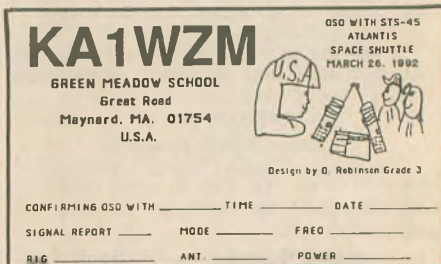 KA1WZM
GREEN MEADOW SCHOOL
Great Road
Maynard, MA. 01754
U.S.A.
QSO WITH STS-45
ATLANTIS
SPACE SHUTTLE
MARCH 26, 1992
U.S.A
Design by D. Robinson Grade 3
CONFIRMING QSO WITH TIME DATE
SIGNAL REPORT MODE FREQ
RIG ANT. POWER